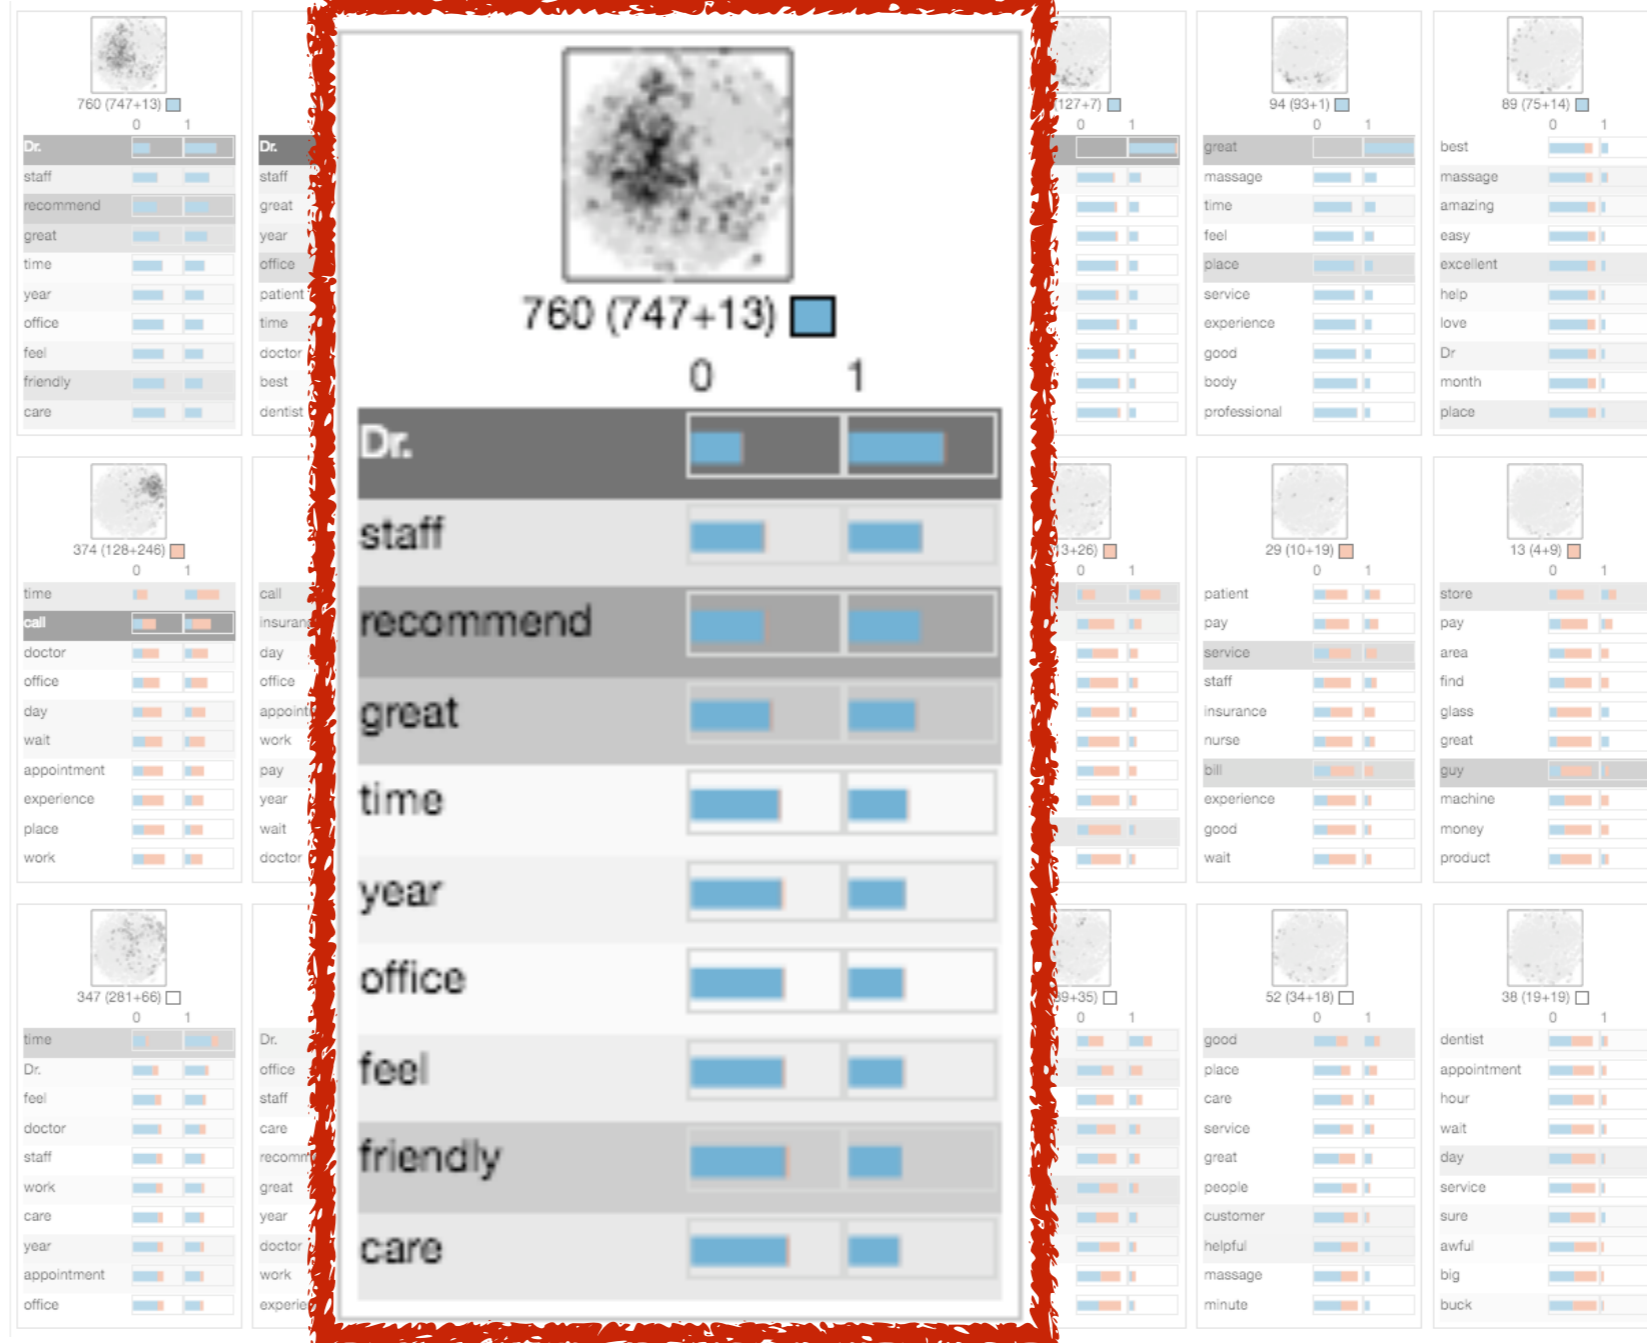 760 (747+13)
0 1
Dr.
staff
recommend
great
time
year
office
feel
friendly
care
Dr.
staff
great
year
office
patient
time
doctor
best
dentist
760 (747+13)
0 1
Dr.
staff
recommend
great
time
year
office
feel
friendly
care
127+7)
0 1
94 (93+1)
0 1
great
massage
time
feel
place
service
experience
good
body
professional
89 (75+14)
0 1
best
massage
amazing
easy
excellent
help
love
Dr
month
place
374 (128+246)
0 1
time
call
doctor
office
day
wait
appointment
experience
place
work
call
day
office
work
pay
year
wait
doctor
3+26)
0 1
29 (10+19)
0 1
patient
pay
service
staff
insurance
nurse
bill
experience
good
wait
13 (4+9)
0 1
store
pay
area
find
glass
great
guy
machine
money
product
347 (281+66)
0 1
time
Dr.
feel
doctor
staff
work
care
year
appointment
office
Dr.
office
staff
care
great
year
doctor
work
9+35)
0 1
52 (34+18)
0 1
good
place
care
service
great
people
customer
helpful
massage
minute
38 (19+19)
0 1
dentist
appointment
hour
wait
day
service
sure
awful
big
buck